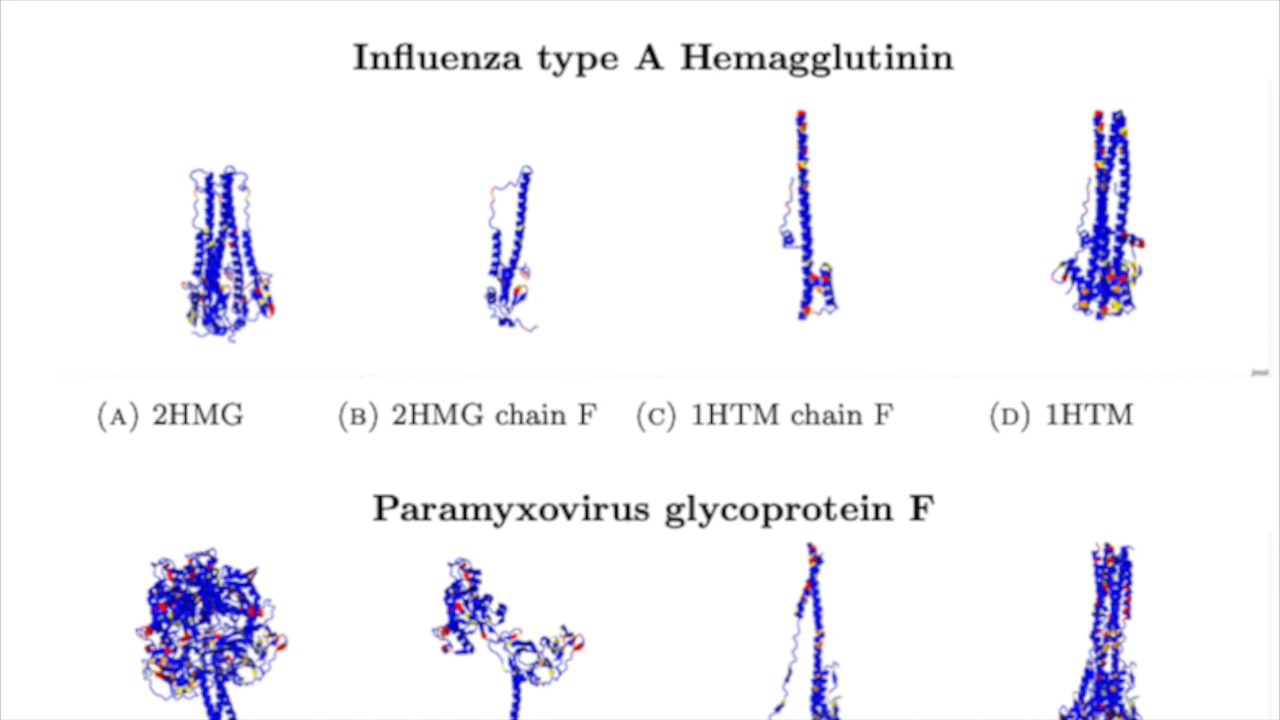 Influenza type A Hemagglutinin
(A) 2HMG (B) 2HMG chain F (C) 1HTM chain F (D) 1HTM
Paramyxovirus glycoprotein F